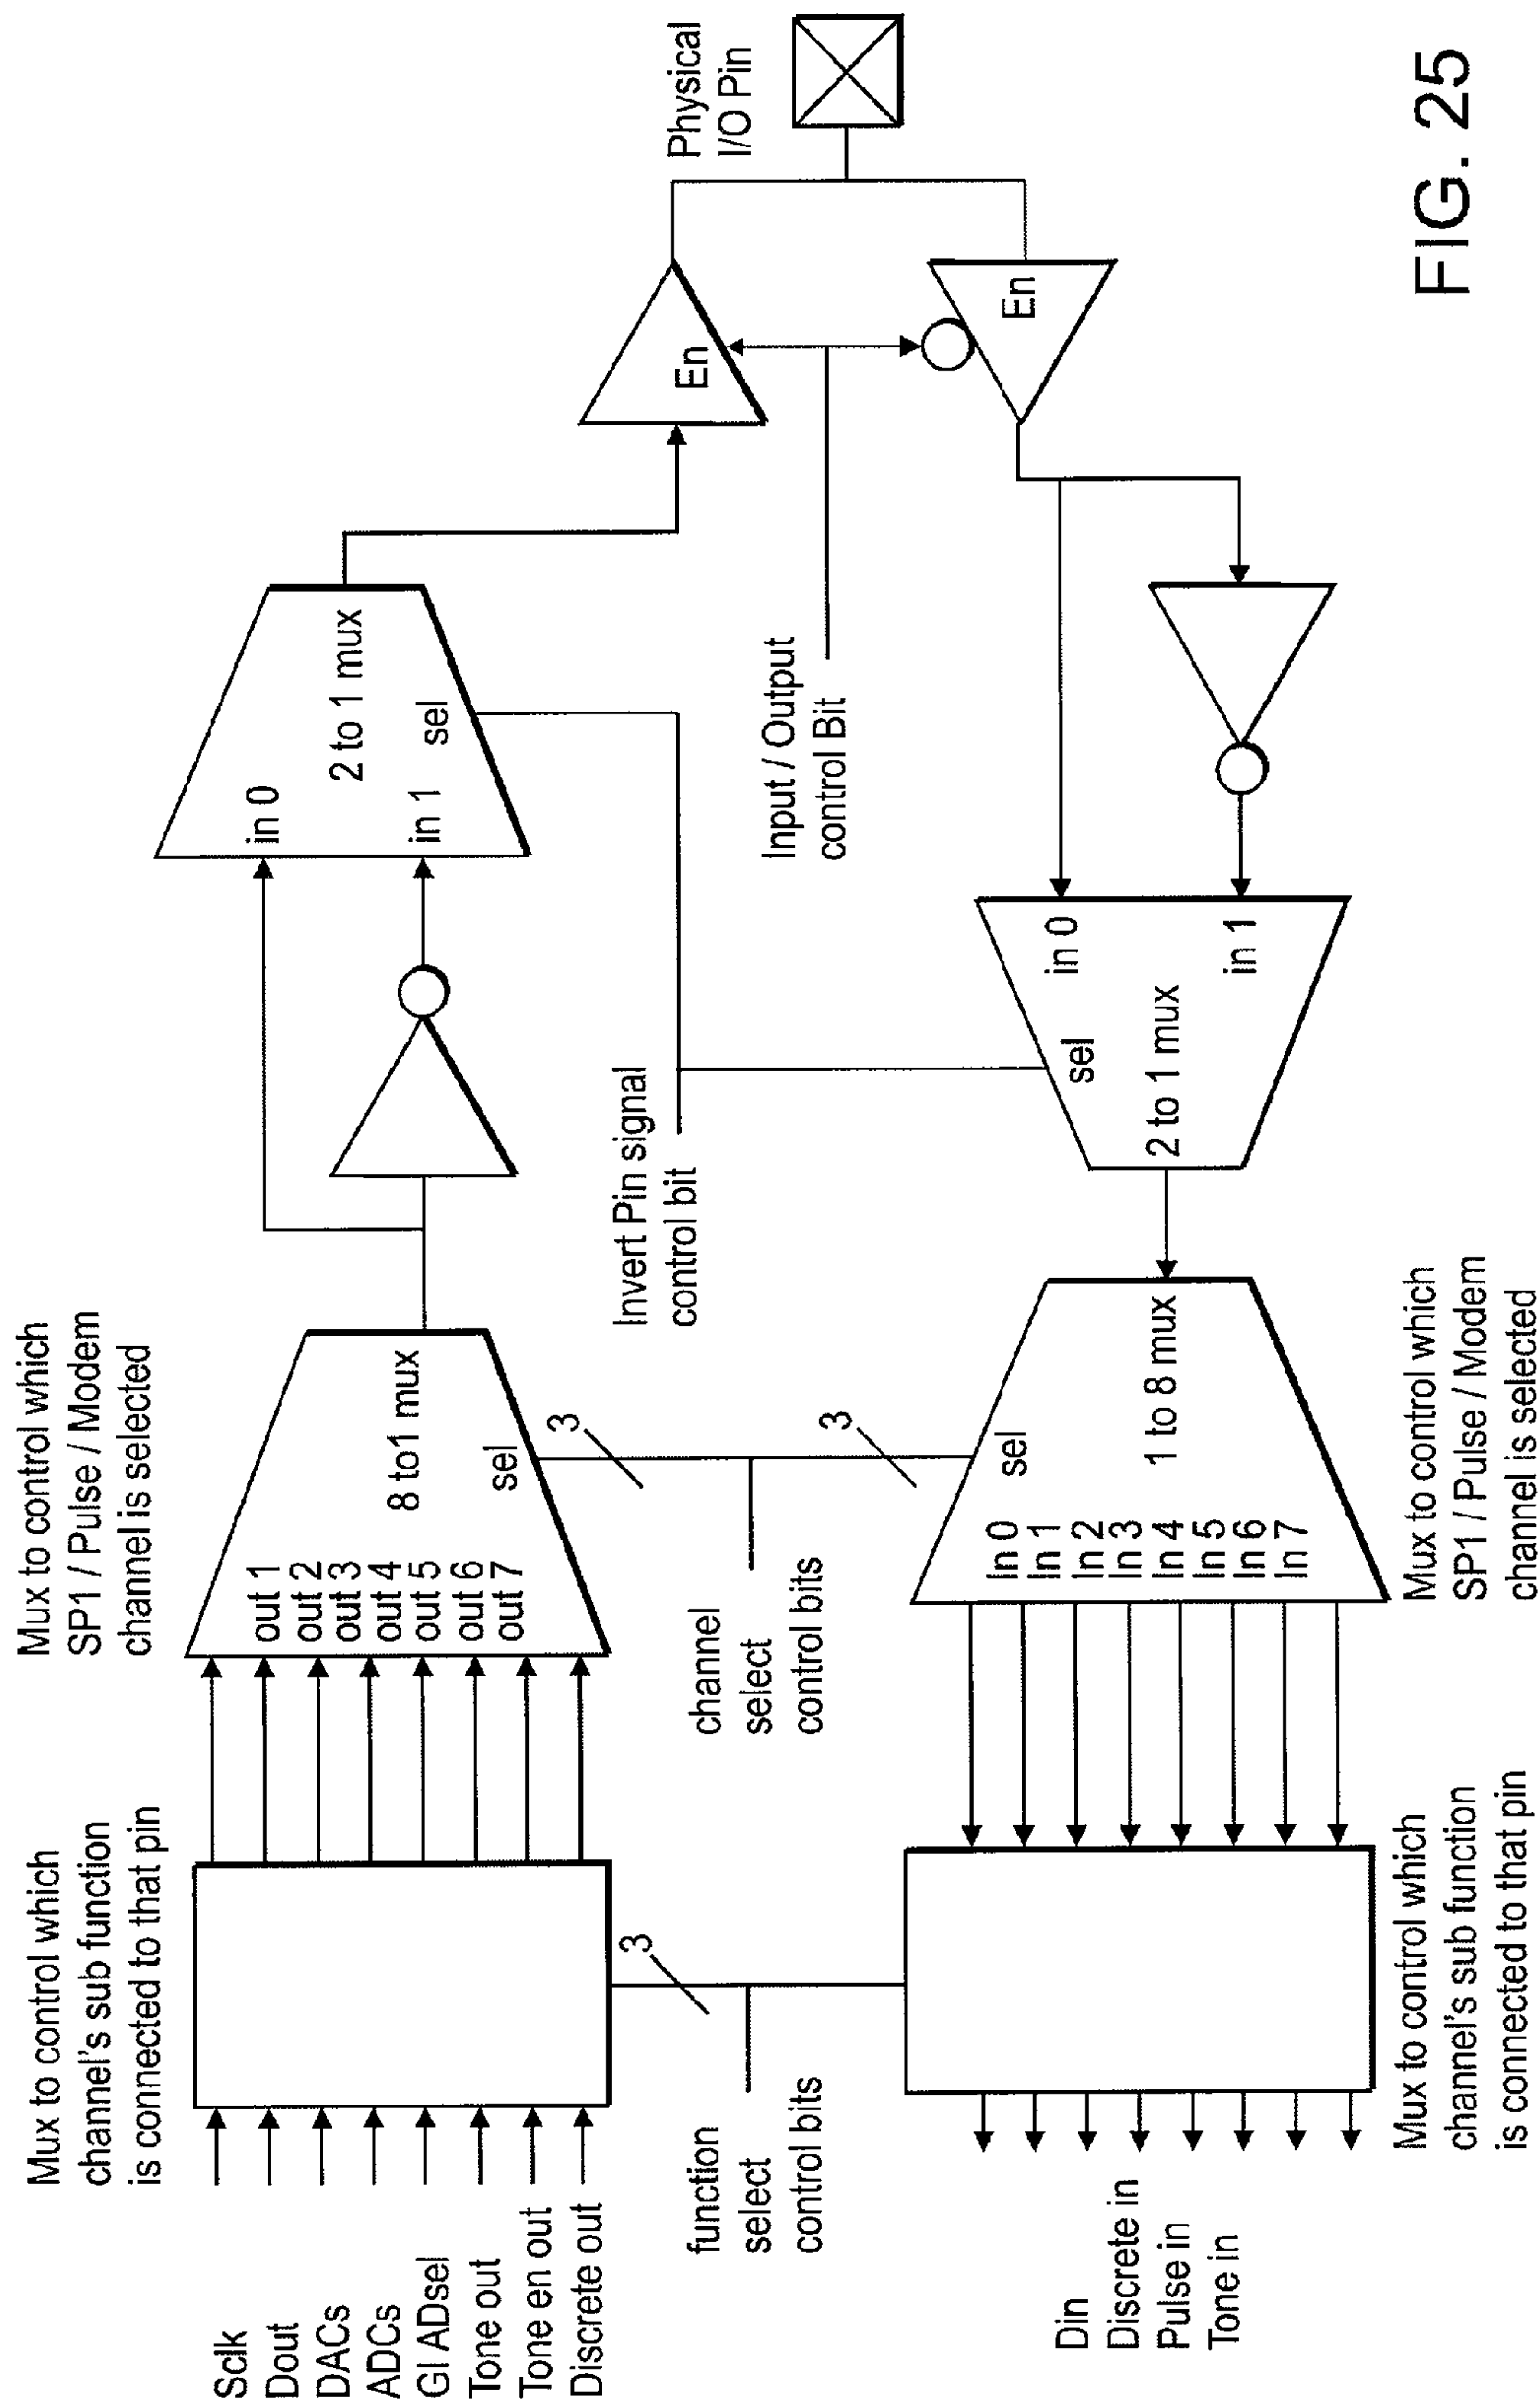 Mux to control which
channel's sub function
is connected to that pin
Mux to control which
SP1 / Pulse / Modem
channel is selected
Sclk
Dout
DACs
ADCs
GI ADsel
Tone out
Tone en out
Discrete out
out 1
out 2
out 3
out 4
out 5
out 6
out 7
8 to1 mux
sel
in 0
in 1
2 to 1 mux
sel
En
Physical
I/O Pin
3
function
select
control bits
3
3
channel
select
control bits
Invert Pin signal
control bit
Input / Output
control Bit
En
Din
Discrete in
Pulse in
Tone in
In 0
In 1
In 2
In 3
In 4
In 5
In 6
In 7
sel
1 to 8 mux
sel
2 to 1 mux
in 0
in 1
Mux to control which
channel's sub function
is connected to that pin
Mux to control which
SP1 / Pulse / Modem
channel is selected
FIG. 25